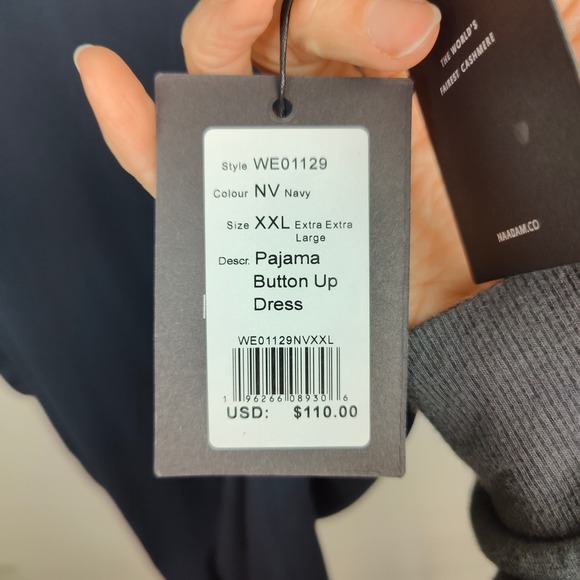 THE WORLD'S
FAIREST CASHMERE
NAADAM.CO
Style WE01129
Colour NV Navy
Size XXL Extra Extra
Large
Descr. Pajama
Button Up
Dress
WE01129NVXXL
1 96266 08930 6
USD: $110.00